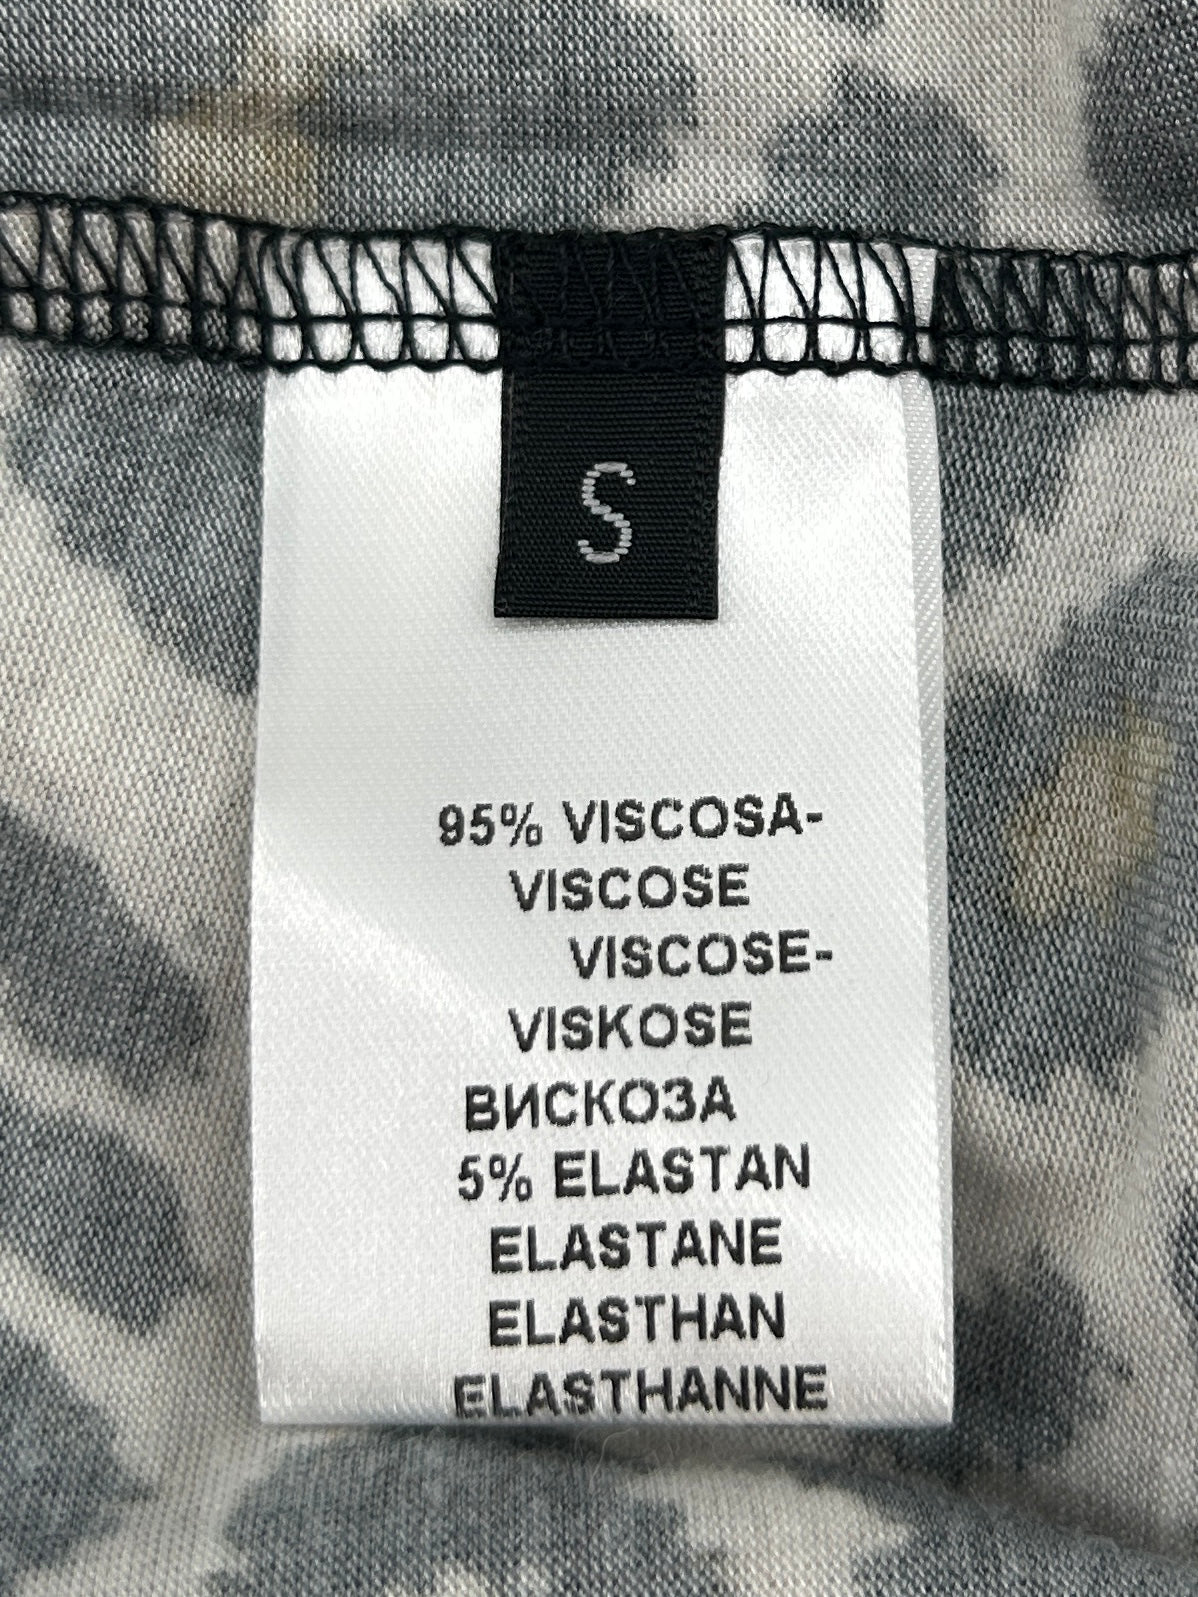 S
95% VISCOSA-
VISCOSE
VISCOSE-
VISKOSE
ВИСКОЗА
5% ELASTAN
ELASTANE
ELASTHAN
ELASTHANNE